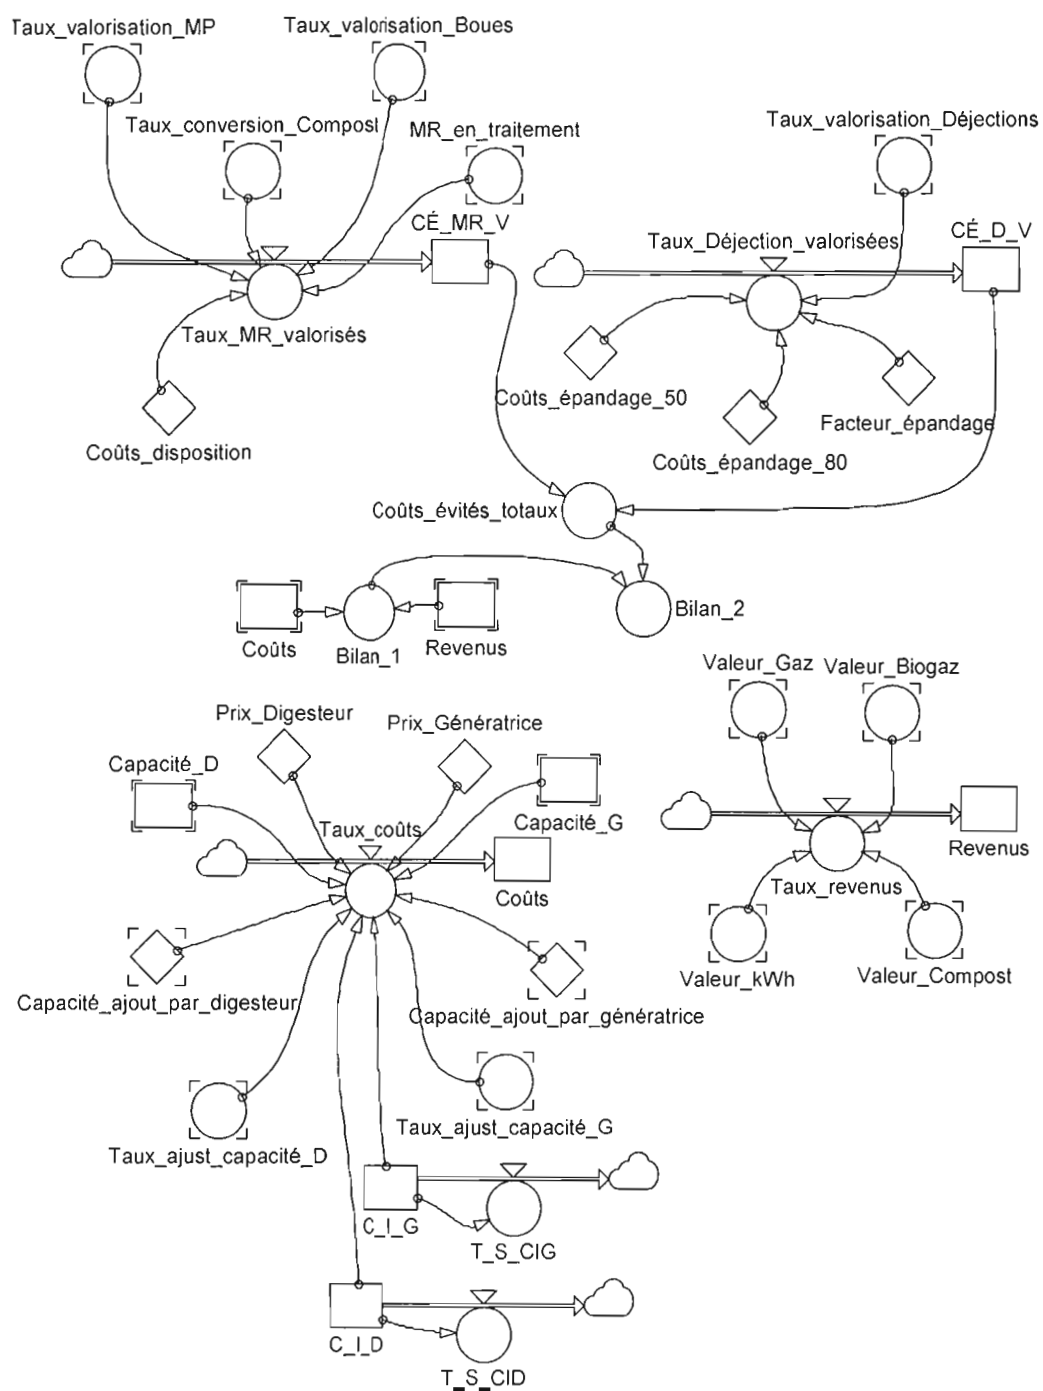 Taux_valorisation_MP
Taux_valorisation_Boues
Taux_conversion_Compost
MR_en_traitement
Taux_valorisation_Déjections
CÉ_MR_V
Taux_Déjection_valorisées
CÉ_D_V
Taux_MR_valorisés
Coûts_disposition
Coûts_épandage_50
Facteur_épandage
Coûts_épandage_80
Coûts_évités_totaux
Bilan_2
Coûts
Bilan_1
Revenus
Valeur_Gaz
Valeur_Biogaz
Prix_Digesteur
Prix_Génératrice
Capacité_D
Capacité_G
Taux_coûts
Coûts
Revenus
Taux_revenus
Valeur_kWh
Valeur_Compost
Capacité_ajout_par_digesteur
Capacité_ajout_par_génératrice
Taux_ajust_capacité_G
Taux_ajust_capacité_D
C_I_G
T_S_CIG
C_I_D
T_S_CID